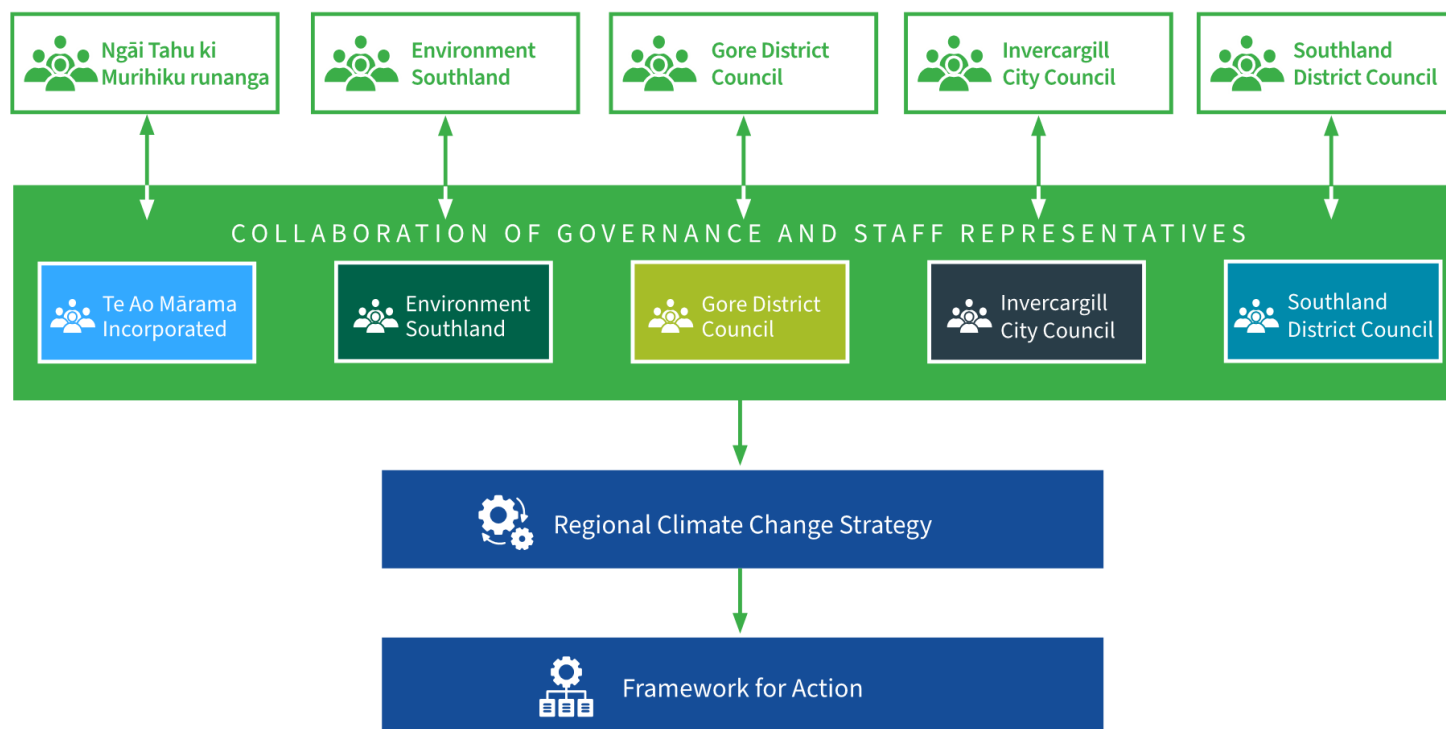 Ngāi Tahu ki
Murihiku runanga
Environment
Southland
Gore District
Council
Invercargill
City Council
Southland
District Council
COLLABORATION OF GOVERNANCE AND STAFF REPRESENTATIVES
Te Ao Mārama
Incorporated
Environment
Southland
Gore District
Council
Invercargill
City Council
Southland
District Council
Regional Climate Change Strategy
Framework for Action